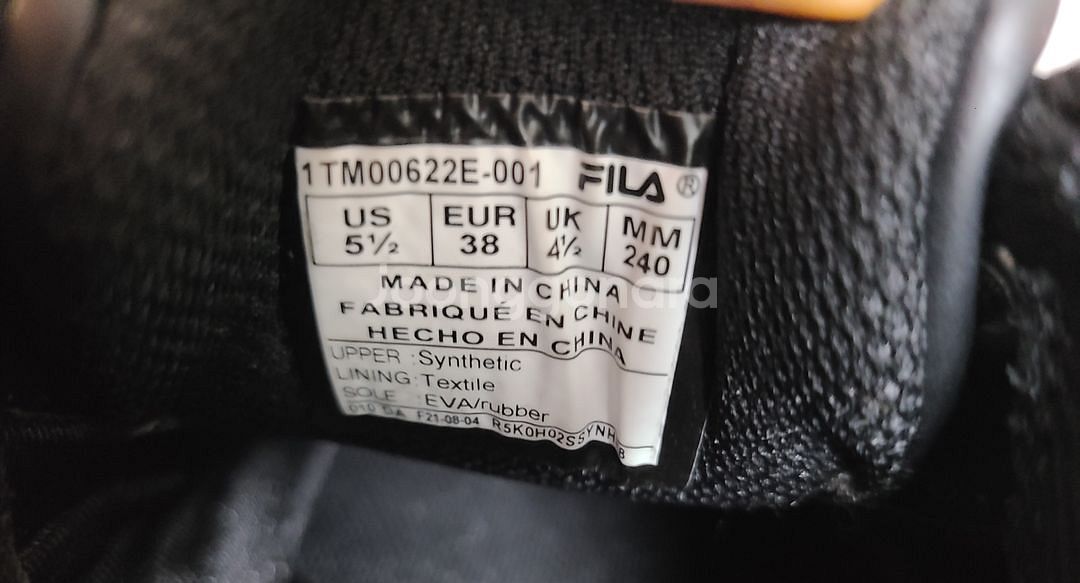 1TM00622E-001 FILA ®
US EUR UK MM
5½ 38 4½ 240
MADE IN CHINA
FABRIQUE EN CHINE
HECHO EN CHINA
UPPER : Synthetic
LINING : Textile
SOLE : EVA/rubber
F21-08-04
Joonggonara